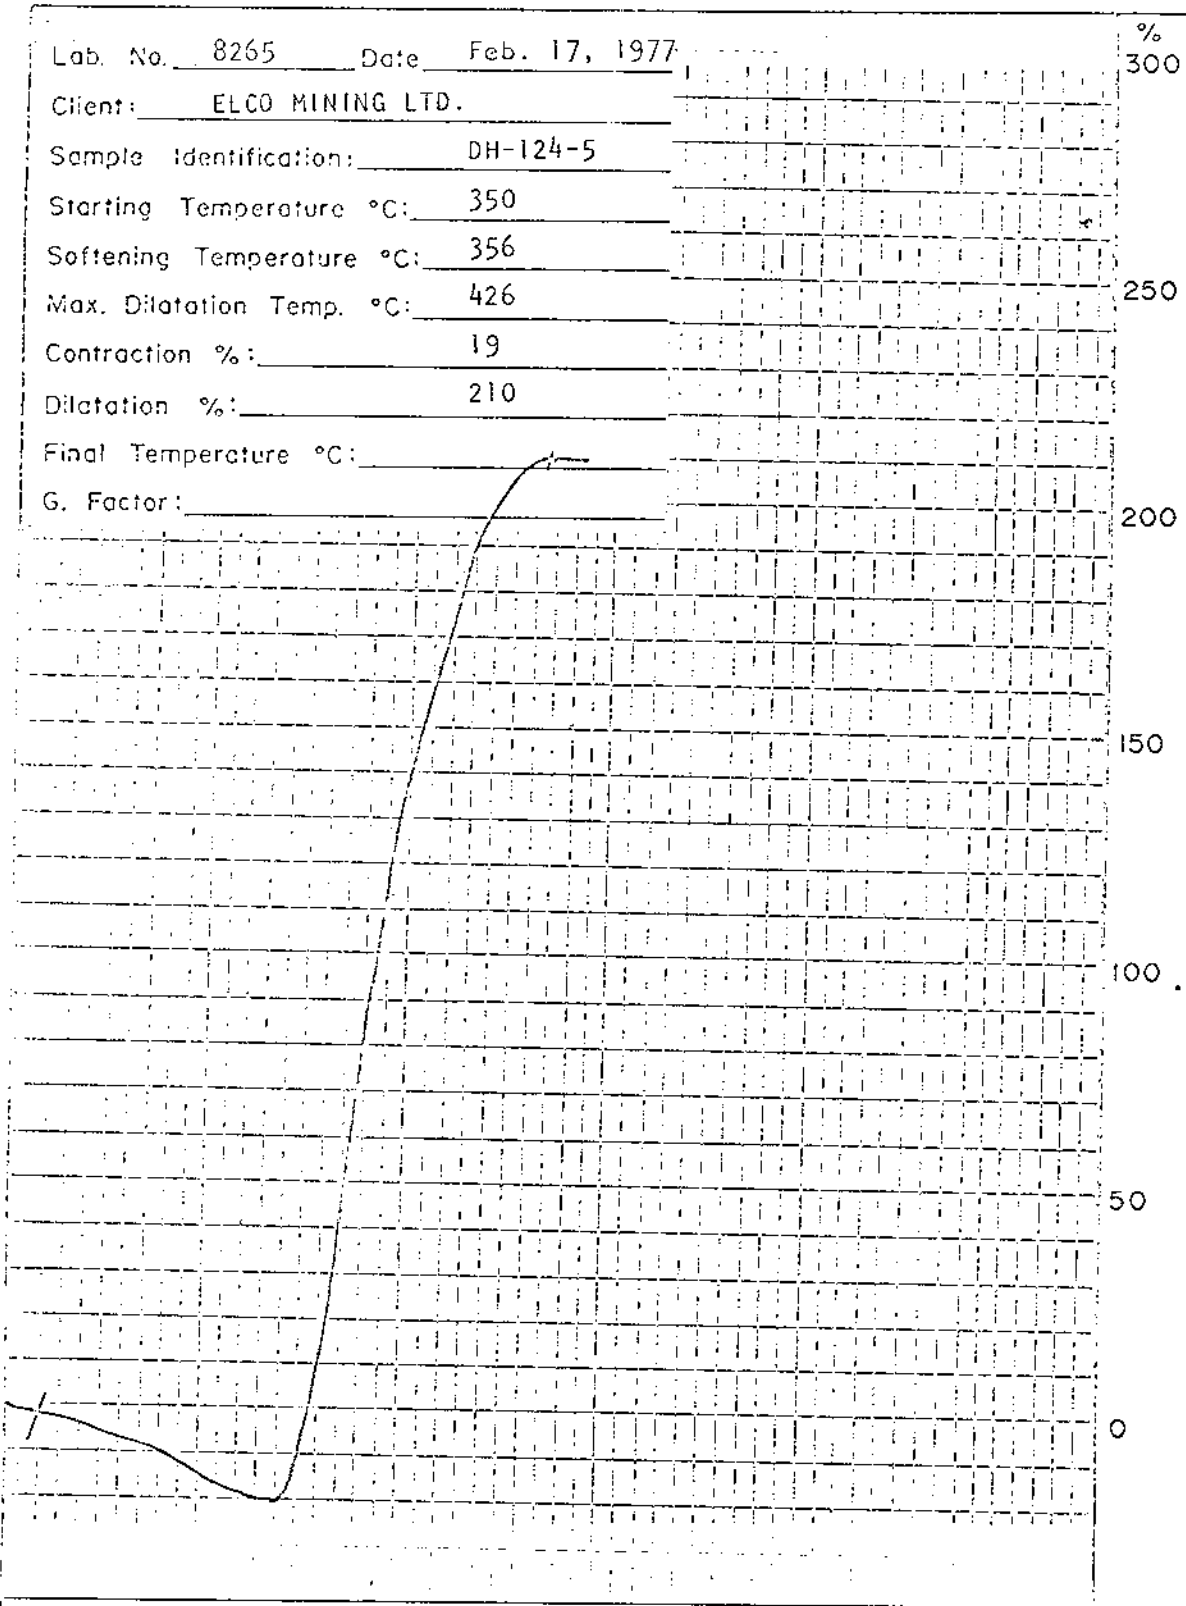 Lab. No. 8265 Date Feb. 17, 1977
Client: ELCO MINING LTD.
Sample Identification: DH-124-5
Starting Temperature °C: 350
Softening Temperature °C: 356
Max. Dilatation Temp. °C: 426
Contraction %: 19
Dilatation %: 210
Final Temperature °C:
G. Factor:
%
300
250
200
150
100
50
0